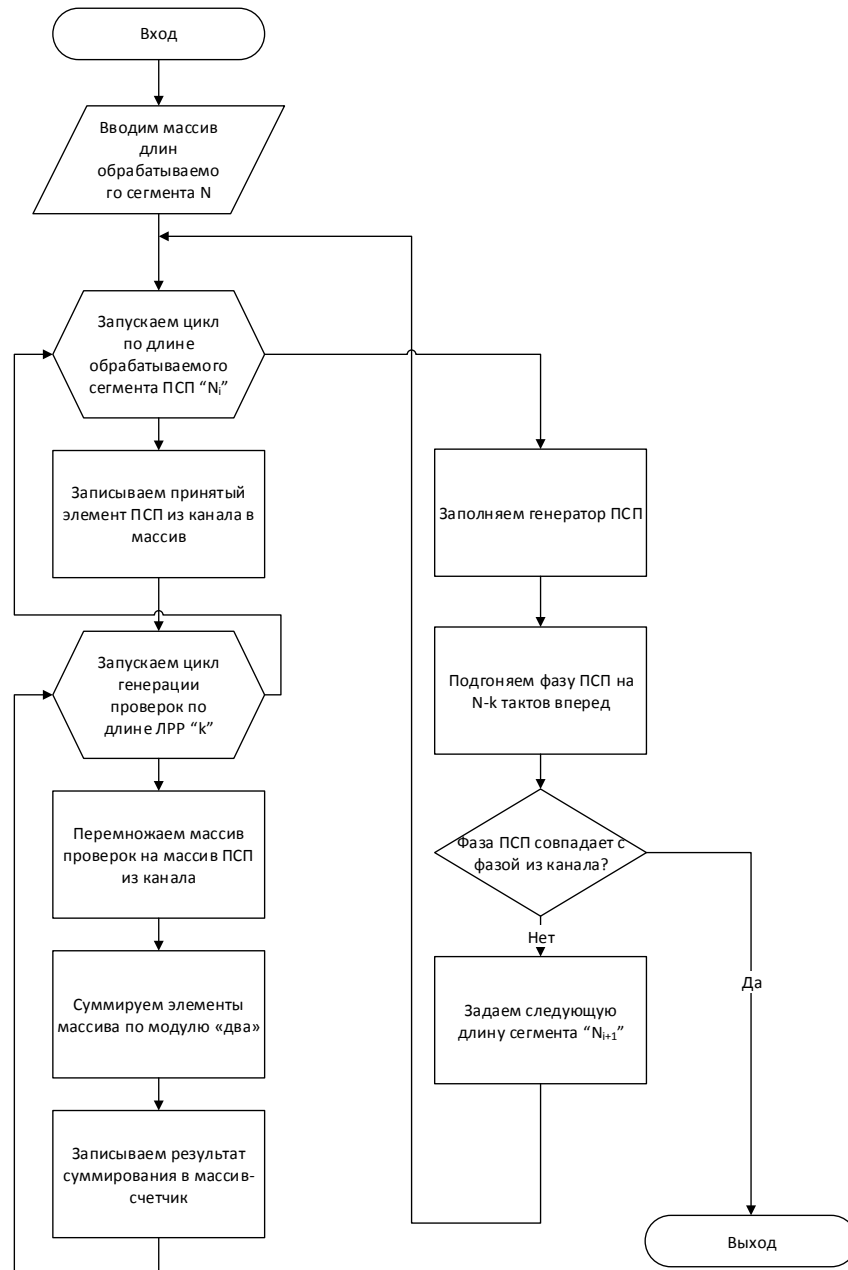 Вход
Вводим массив
длин
обрабатываемо
го сегмента N
Запускаем цикл
по длине
обрабатываемого
сегмента ПСП “Ni”
Записываем принятый
элемент ПСП из канала в
массив
Запускаем цикл
генерации
проверок по
длине ЛРР “k”
Перемножаем массив
проверок на массив ПСП
из канала
Суммируем элементы
массива по модулю «два»
Записываем результат
суммирования в массив-
счетчик
Заполняем генератор ПСП
Подгоняем фазу ПСП на
N-k тактов вперед
Фаза ПСП совпадает с
фазой из канала?
Нет
Да
Задаем следующую
длину сегмента “Ni+1”
Выход